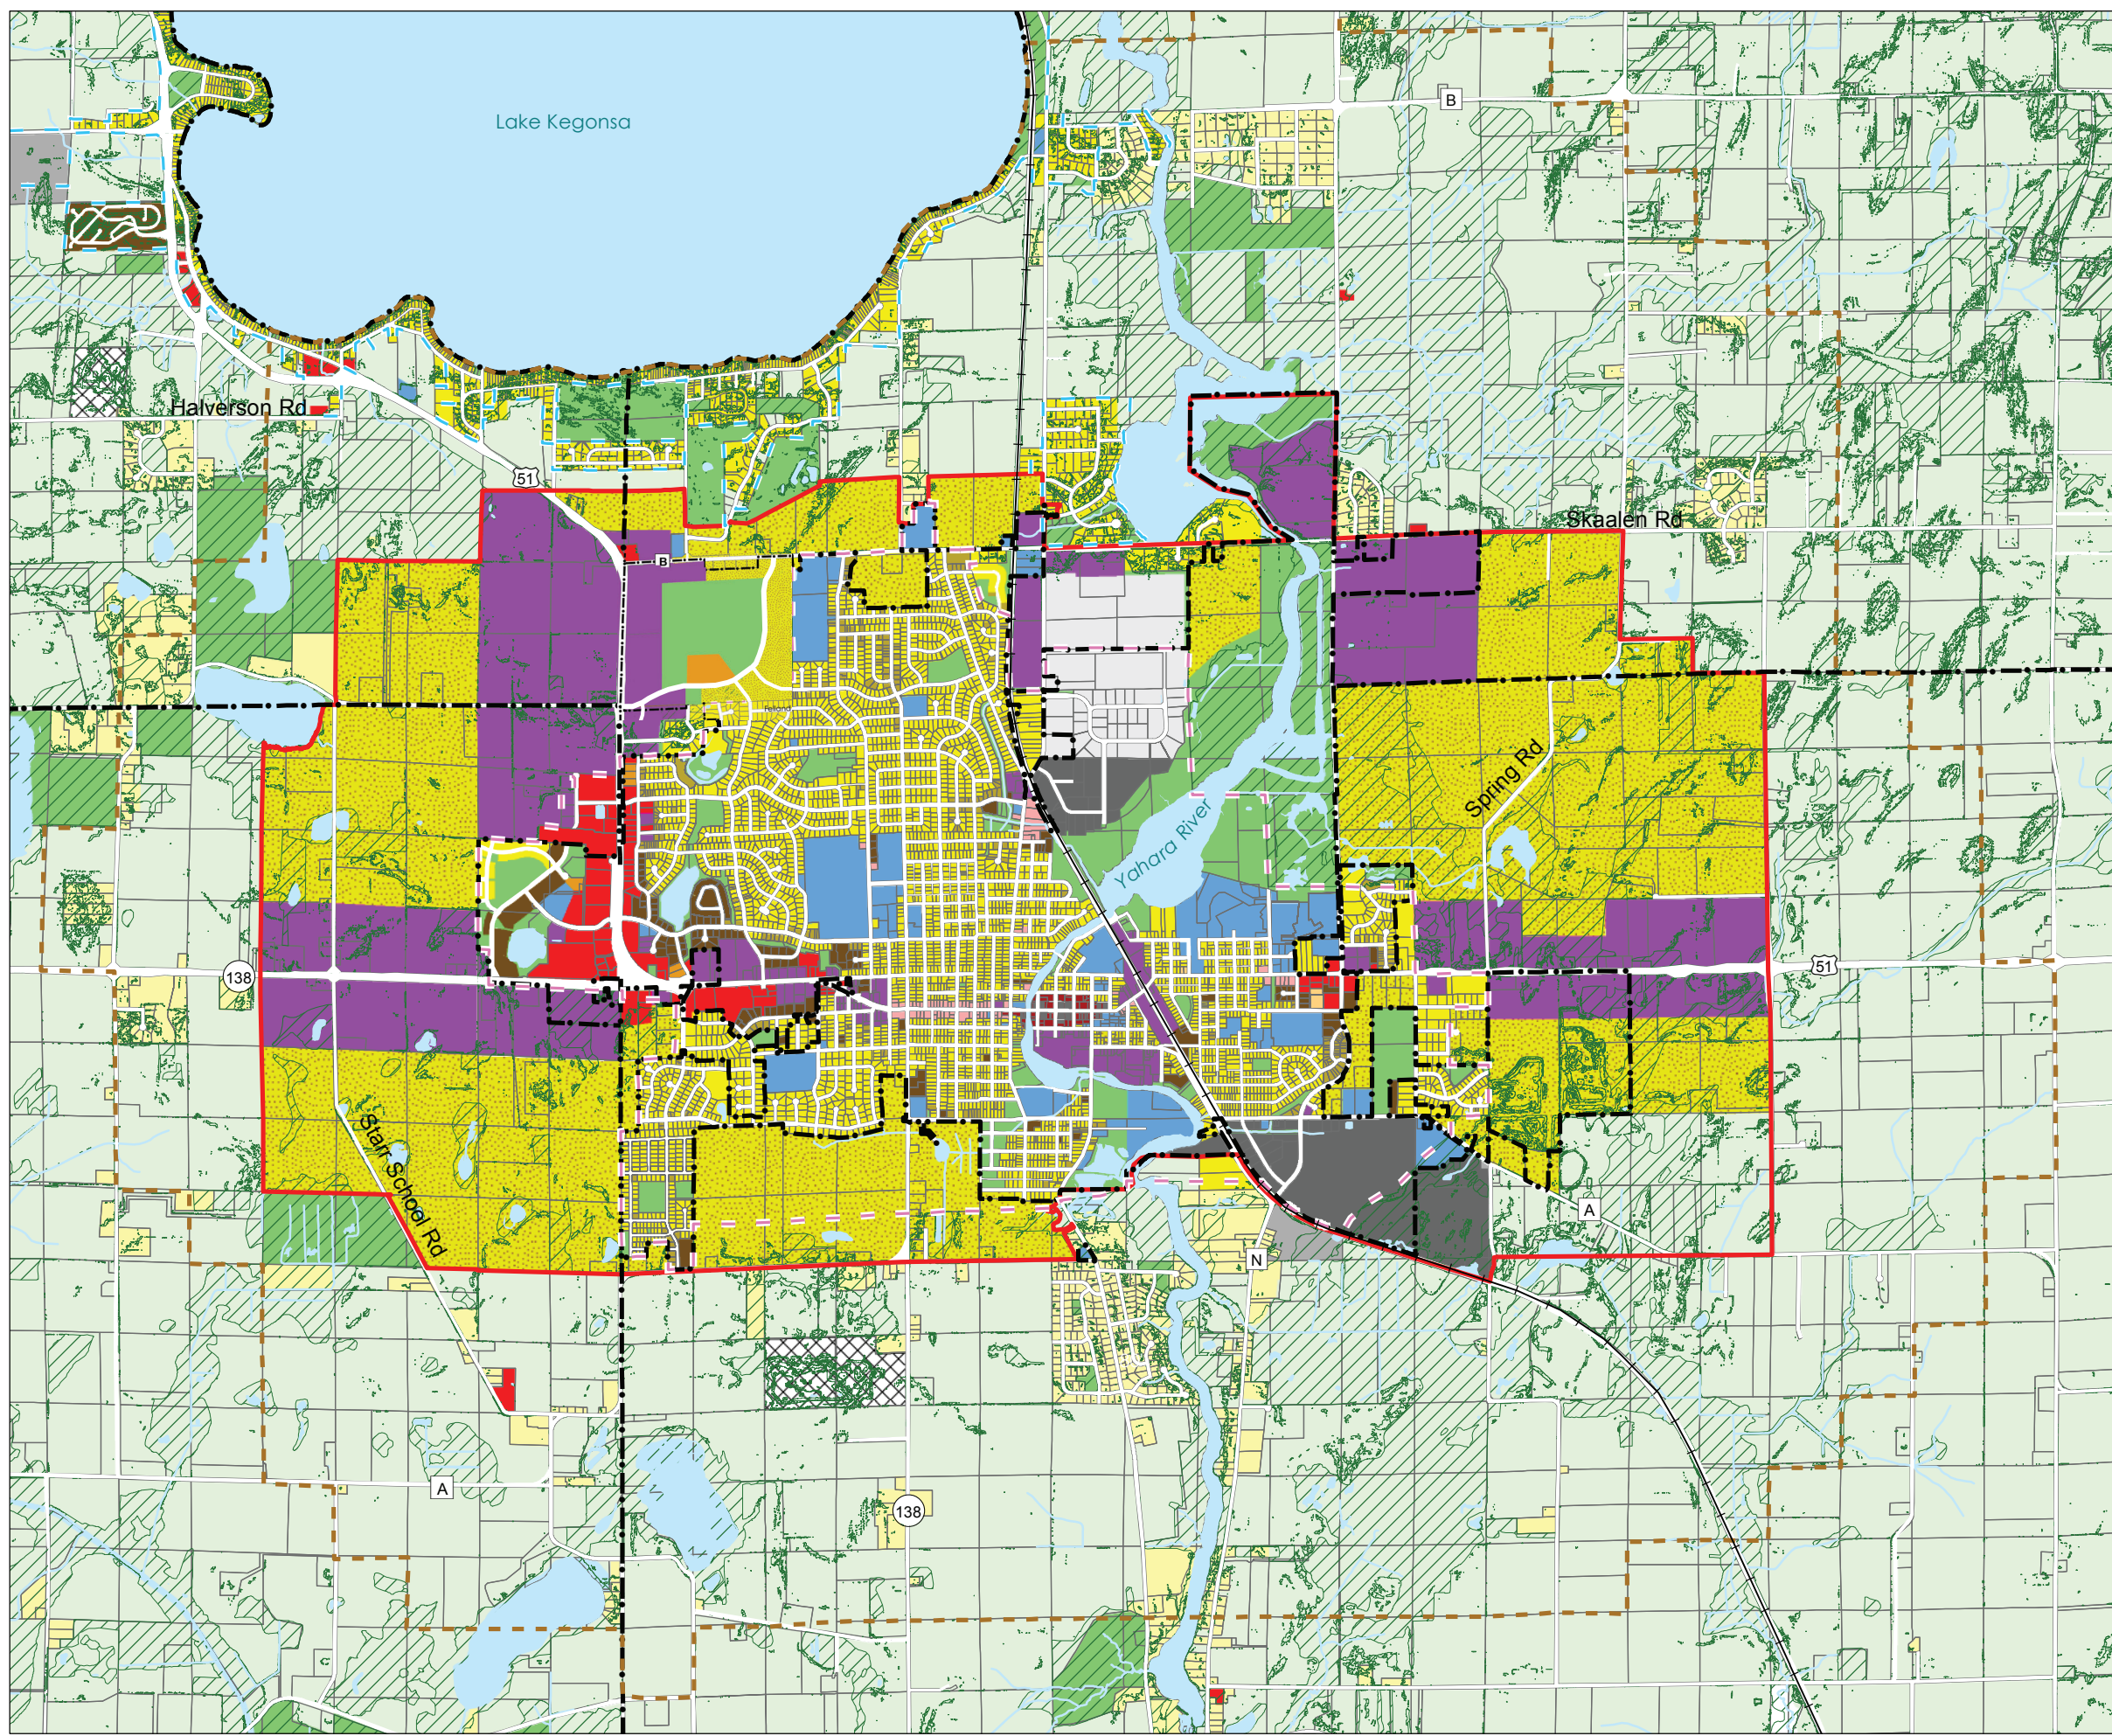 Lake Kegonsa
B
Halverson Rd
51
Skaalen Rd
B
Spring Rd
Yahara River
138
51
Starr School Rd
A
N
A
138